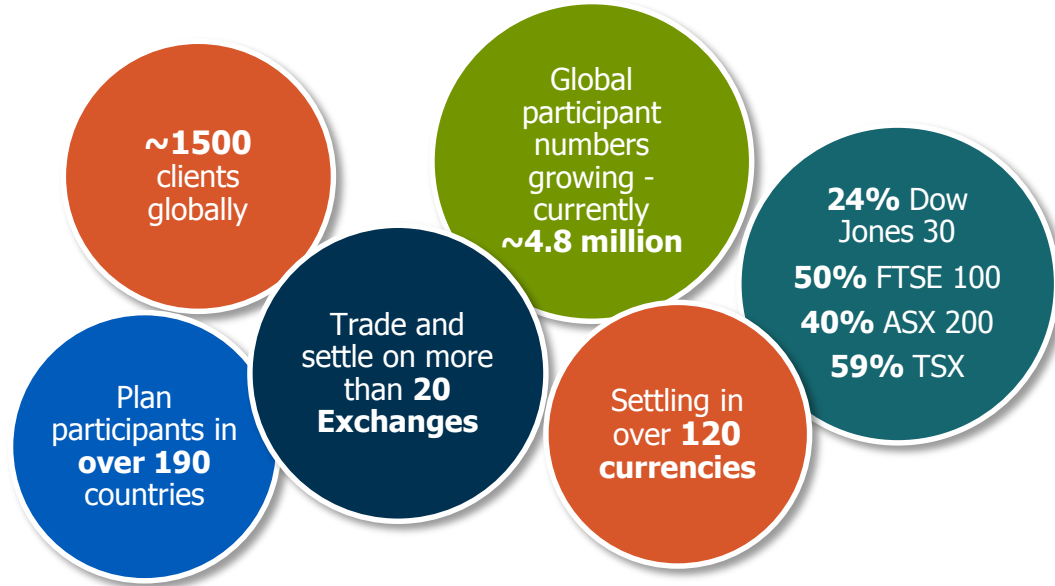 ~1500
clients
globally
Global
participant
numbers
growing -
currently
~4.8 million
24% Dow
Jones 30
50% FTSE 100
40% ASX 200
59% TSX
Plan
participants in
over 190
countries
Trade and
settle on more
than 20
Exchanges
Settling in
over 120
currencies